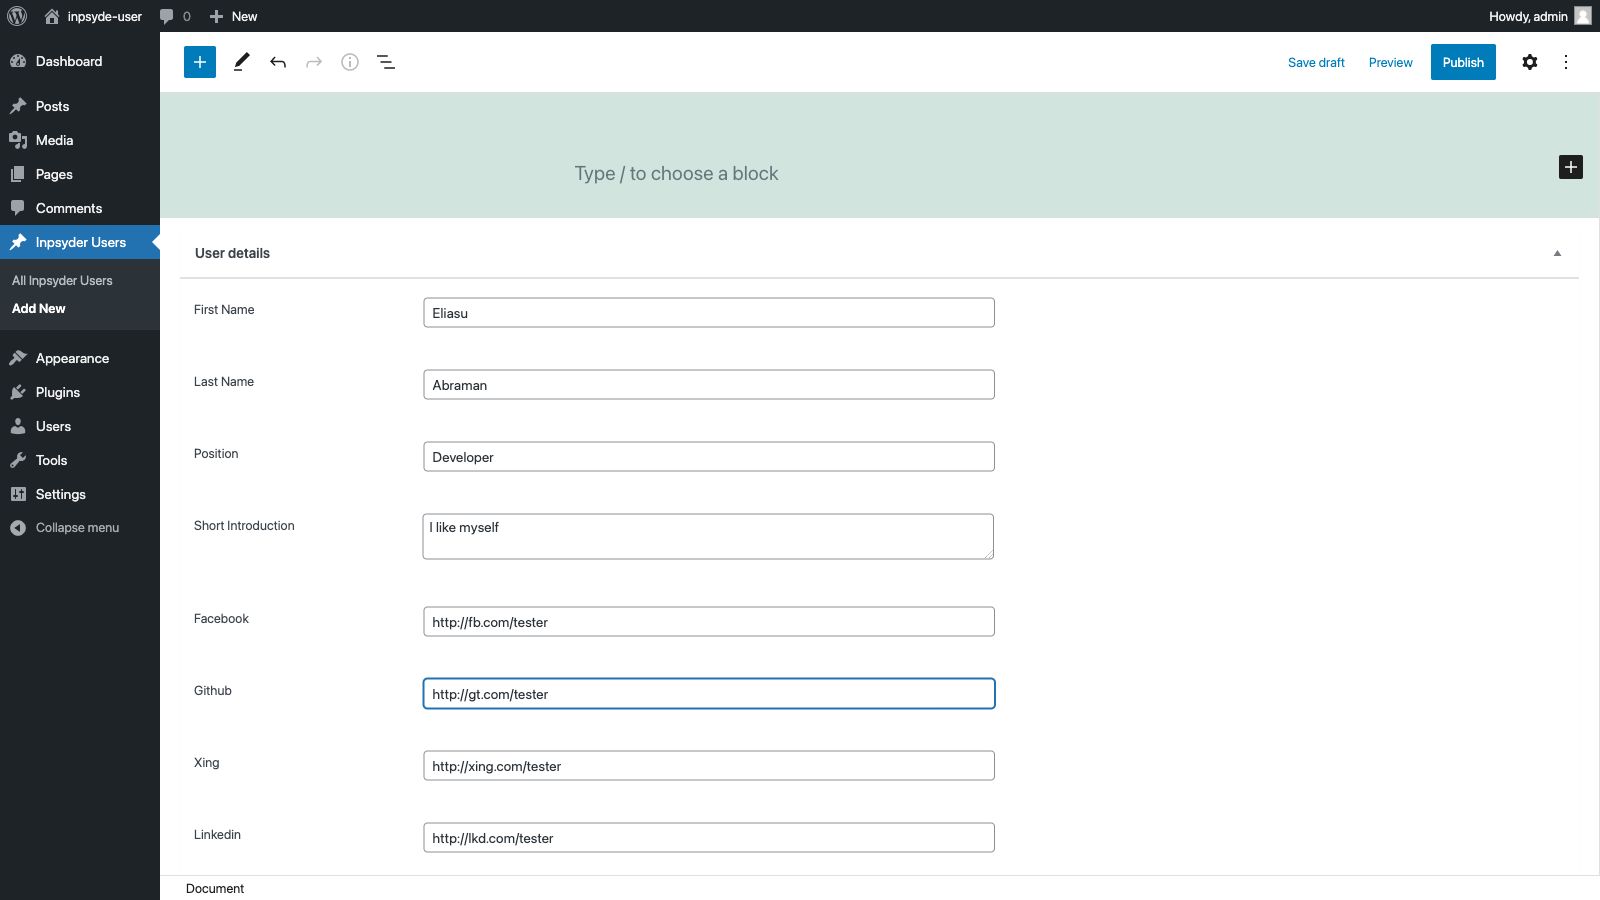 inpsyde-user 0 New Howdy, admin
Dashboard
Posts
Media
Pages
Comments
Inpsyder Users
All Inpsyder Users
Add New
Appearance
Plugins
Users
Tools
Settings
Collapse menu
Save draft Preview Publish
Type / to choose a block
User details
First Name Eliasu
Last Name Abraman
Position Developer
Short Introduction I like myself
Facebook http://fb.com/tester
Github http://gt.com/tester
Xing http://xing.com/tester
Linkedin http://lkd.com/tester
Document